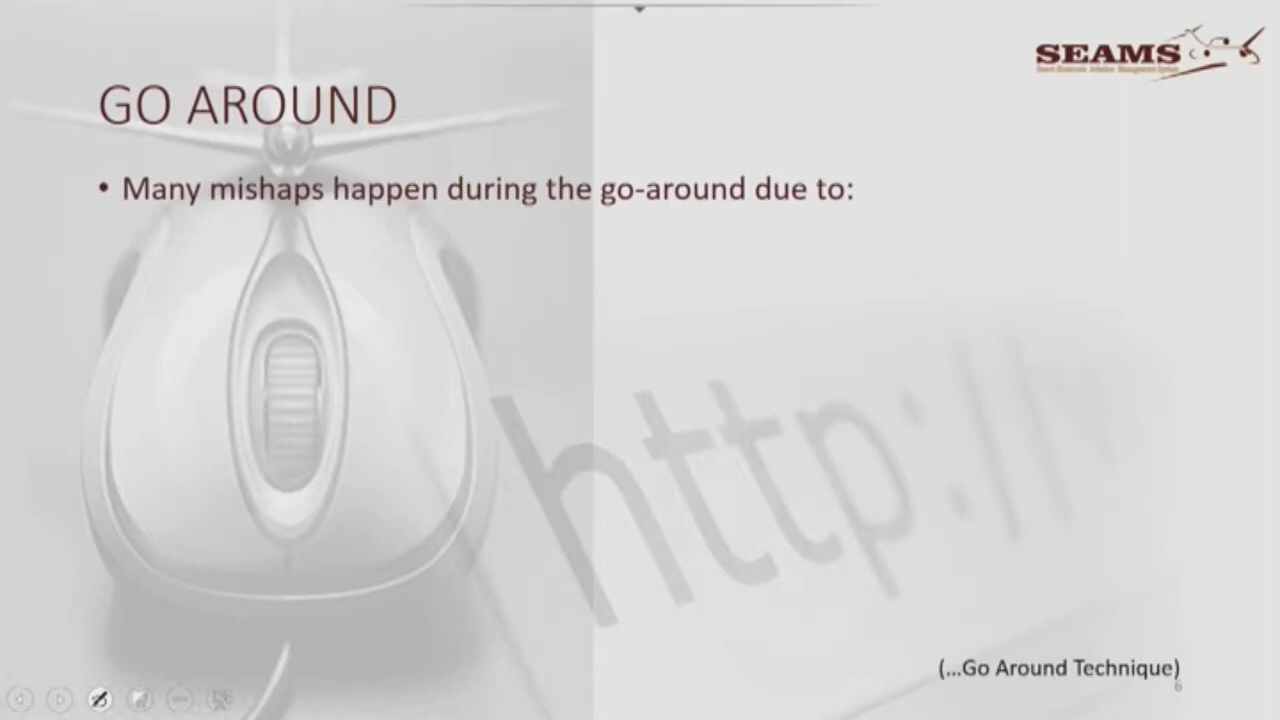 SEAMS
GO AROUND
• Many mishaps happen during the go-around due to:
http://
(...Go Around Technique)
6